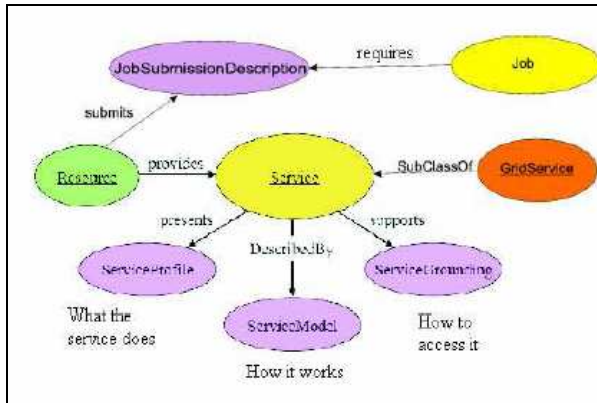 requires
JobSubmissionDescription
Job
submits
Resource
provides
Service
SubClassOf
GridService
presents
DescribedBy
supports
ServiceProfile
ServiceGrounding
What the
service does
ServiceModel
How to
access it
How it works